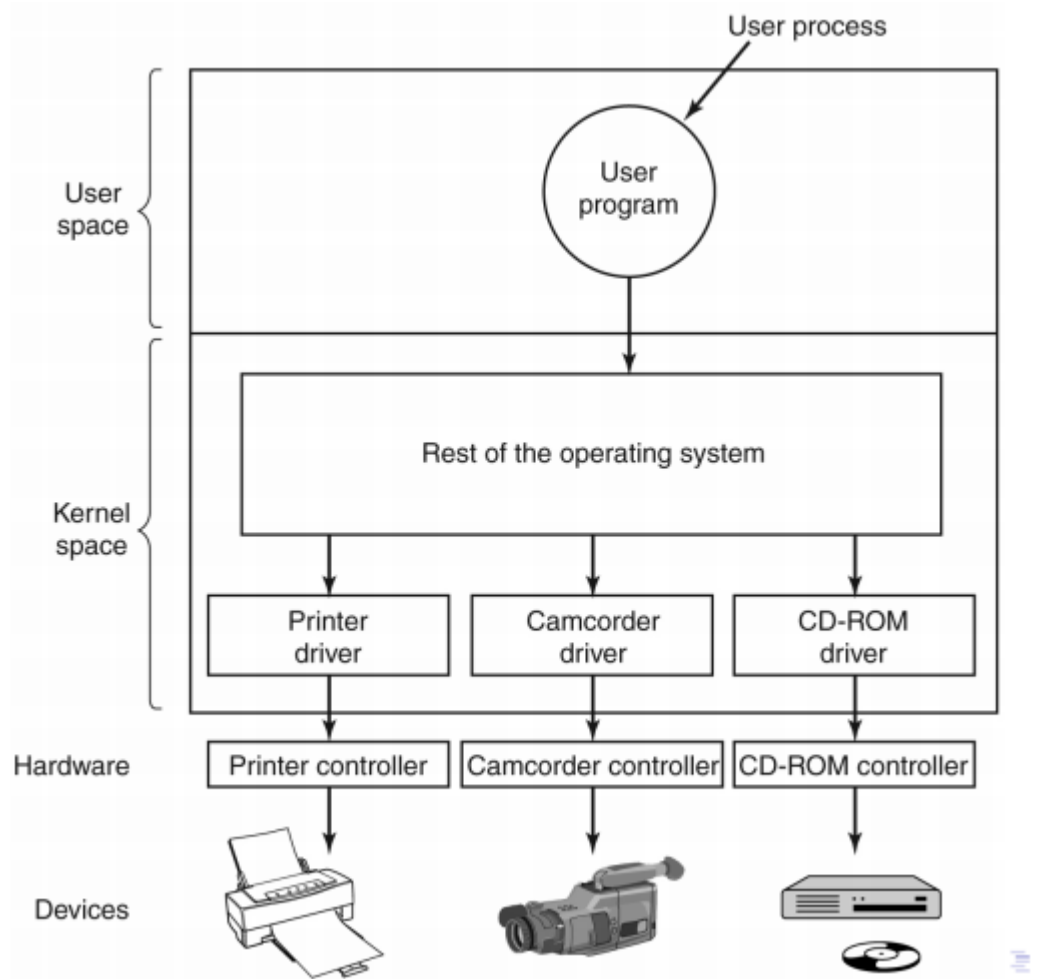 User process
User
program
User
space
Rest of the operating system
Kernel
space
Printer
driver
Camcorder
driver
CD-ROM
driver
Hardware
Printer controller
Camcorder controller
CD-ROM controller
Devices